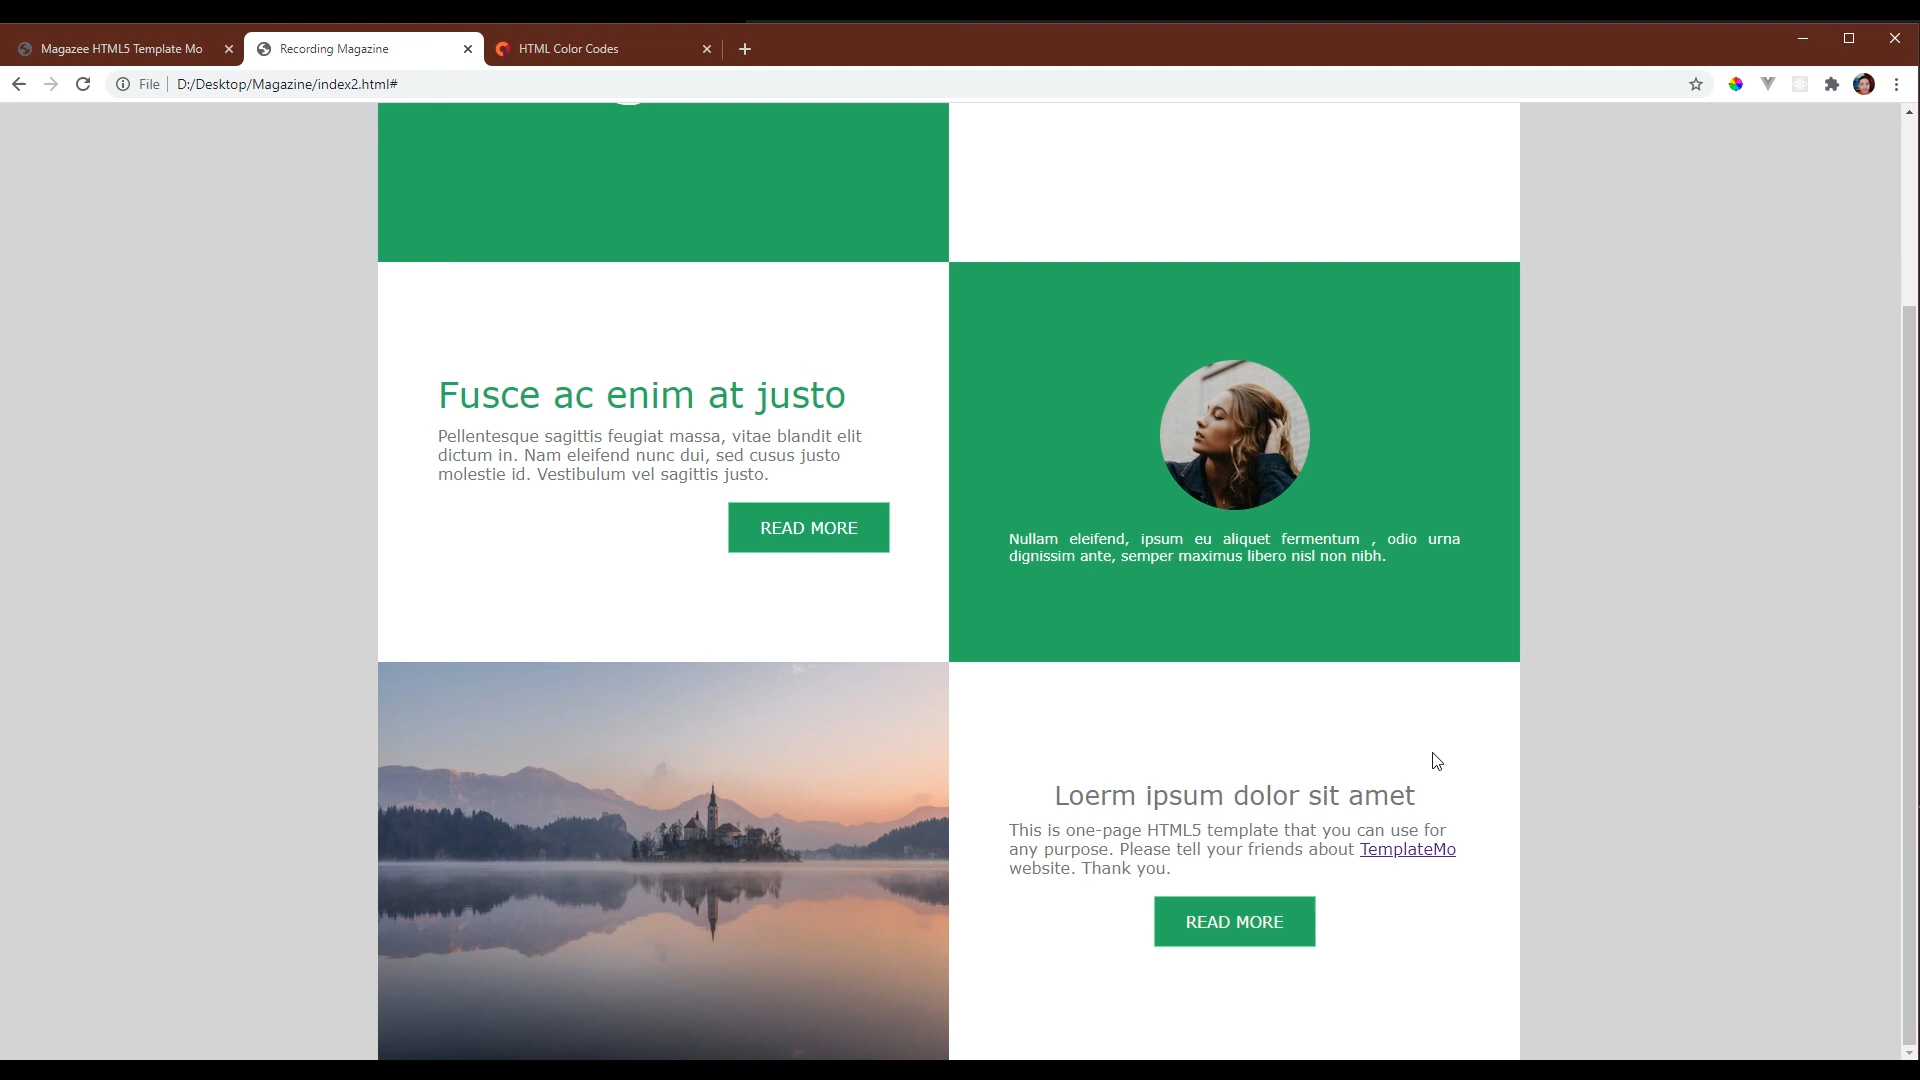 Magazee HTML5 Template Mo
Recording Magazine
HTML Color Codes
File
D:/Desktop/Magazine/index2.html#
Fusce ac enim at justo
Pellentesque sagittis feugiat massa, vitae blandit elit
dictum in. Nam eleifend nunc dui, sed cusus justo
molestie id. Vestibulum vel sagittis justo.
READ MORE
Nullam eleifend, ipsum eu aliquet fermentum , odio urna
dignissim ante, semper maximus libero nisl non nibh.
Loerm ipsum dolor sit amet
This is one-page HTML5 template that you can use for
any purpose. Please tell your friends about TemplateMo
website. Thank you.
READ MORE